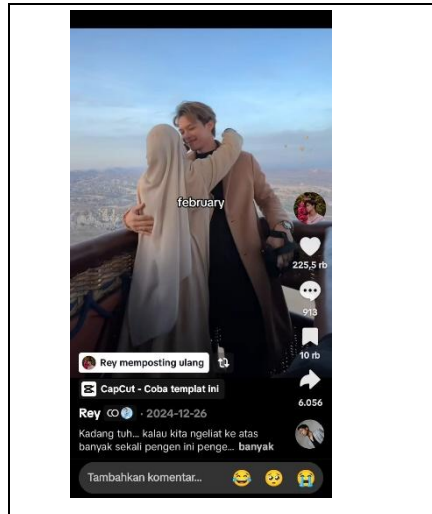 february
225,5 rb
913
10 rb
6.056
Rey memposting ulang
CapCut - Coba templat ini
Rey · 2024-12-26
Kadang tuh... kalau kita ngeliat ke atas
banyak sekali pengen ini penge... banyak
Tambahkan komentar...